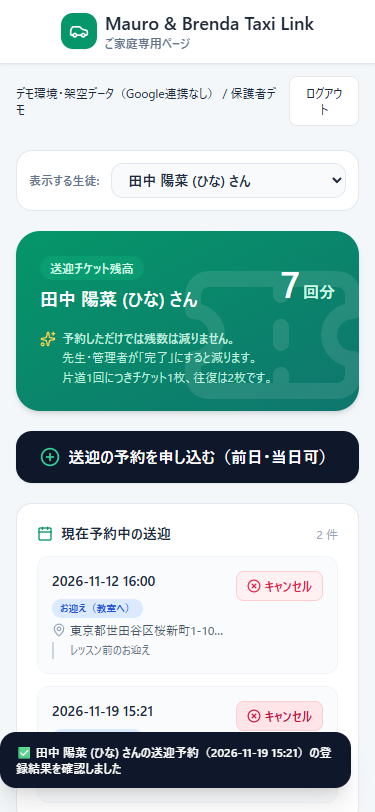 Mauro & Brenda Taxi Link
ご家庭専用ページ
デモ環境・架空データ（Google連携なし） / 保護者デ
モ
ログアウ
ト
表示する生徒:
田中 陽菜 (ひな) さん
送迎チケット残高
田中 陽菜 (ひな) さん
7 回分
予約しただけでは残数は減りません。
先生・管理者が「完了」にすると減ります。
片道1回につきチケット1枚、往復は2枚です。
送迎の予約を申し込む（前日・当日可）
現在予約中の送迎
2 件
2026-11-12 16:00
キャンセル
お迎え（教室へ）
東京都世田谷区桜新町1-10...
レッスン前のお迎え
2026-11-19 15:21
キャンセル
✅ 田中 陽菜 (ひな) さんの送迎予約（2026-11-19 15:21）の登
録結果を確認しました